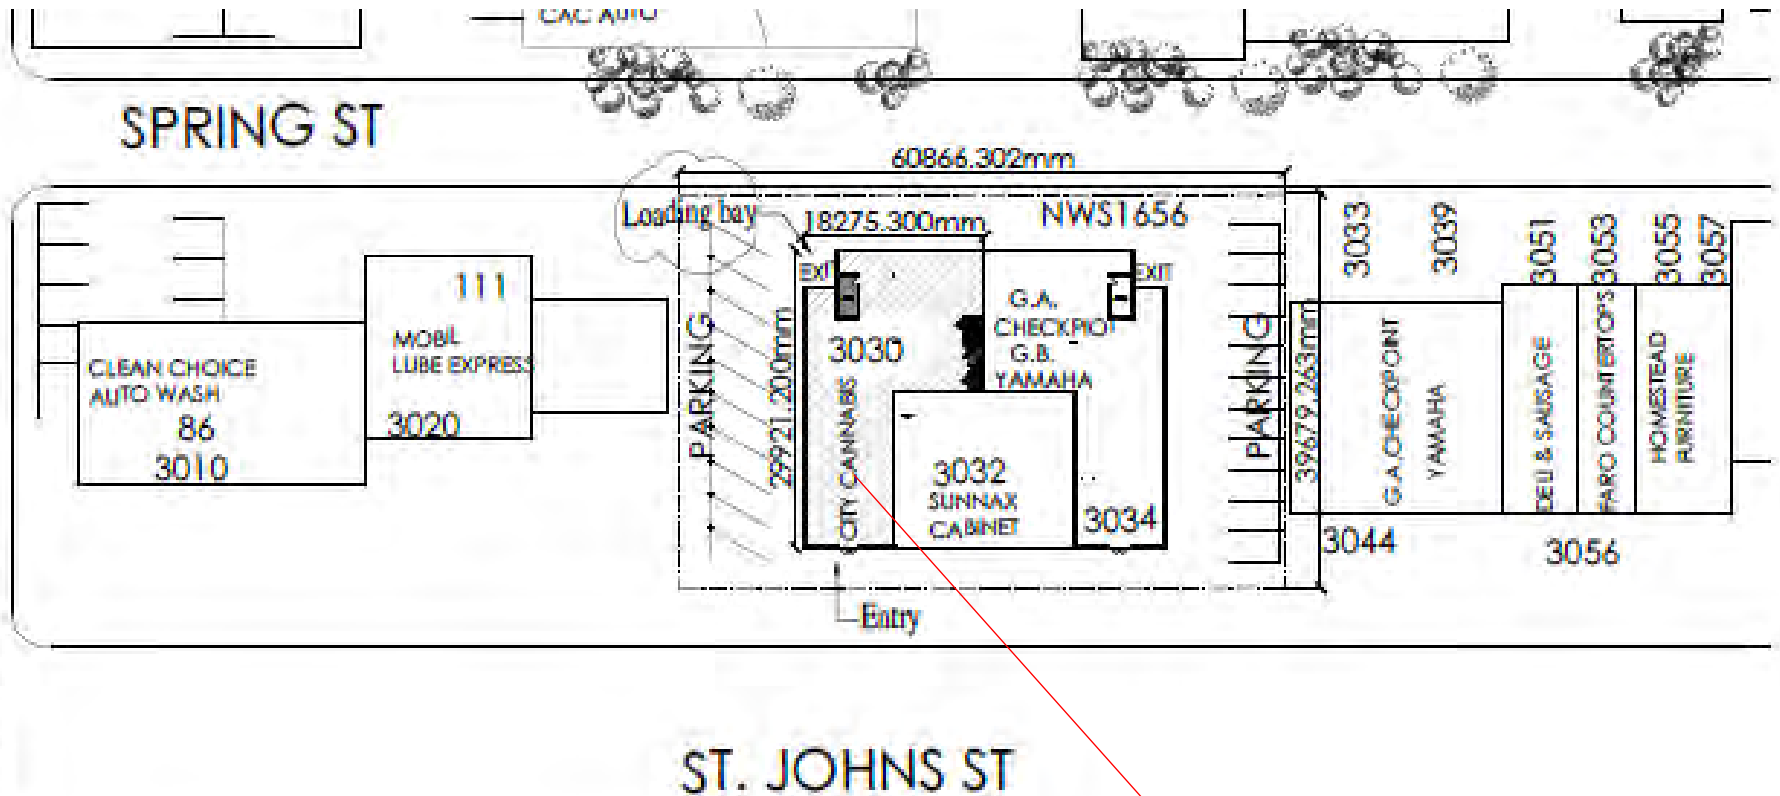 CAC AUTO
SPRING ST
60866.302mm
Loading bay
18275.300mm
NWS1656
EXIT
EXIT
111
MOBIL
LUBE EXPRESS
3020
CLEAN CHOICE
AUTO WASH
86
3010
PARKING
29921.200mm
3030
CITY CANNABIS
G.A.
CHECKPIOT
G.B.
YAMAHA
3032
SUNNAX
CABINET
3034
PARKING
39679.263mm
3033
3039
3051
3053
3055
3057
G.A.CHECKPOINT
YAMAHA
DELI & SAUSAGE
FARO COUNTERTOPS
HOMESTEAD
FURNITURE
3044
3056
Entry
ST. JOHNS ST